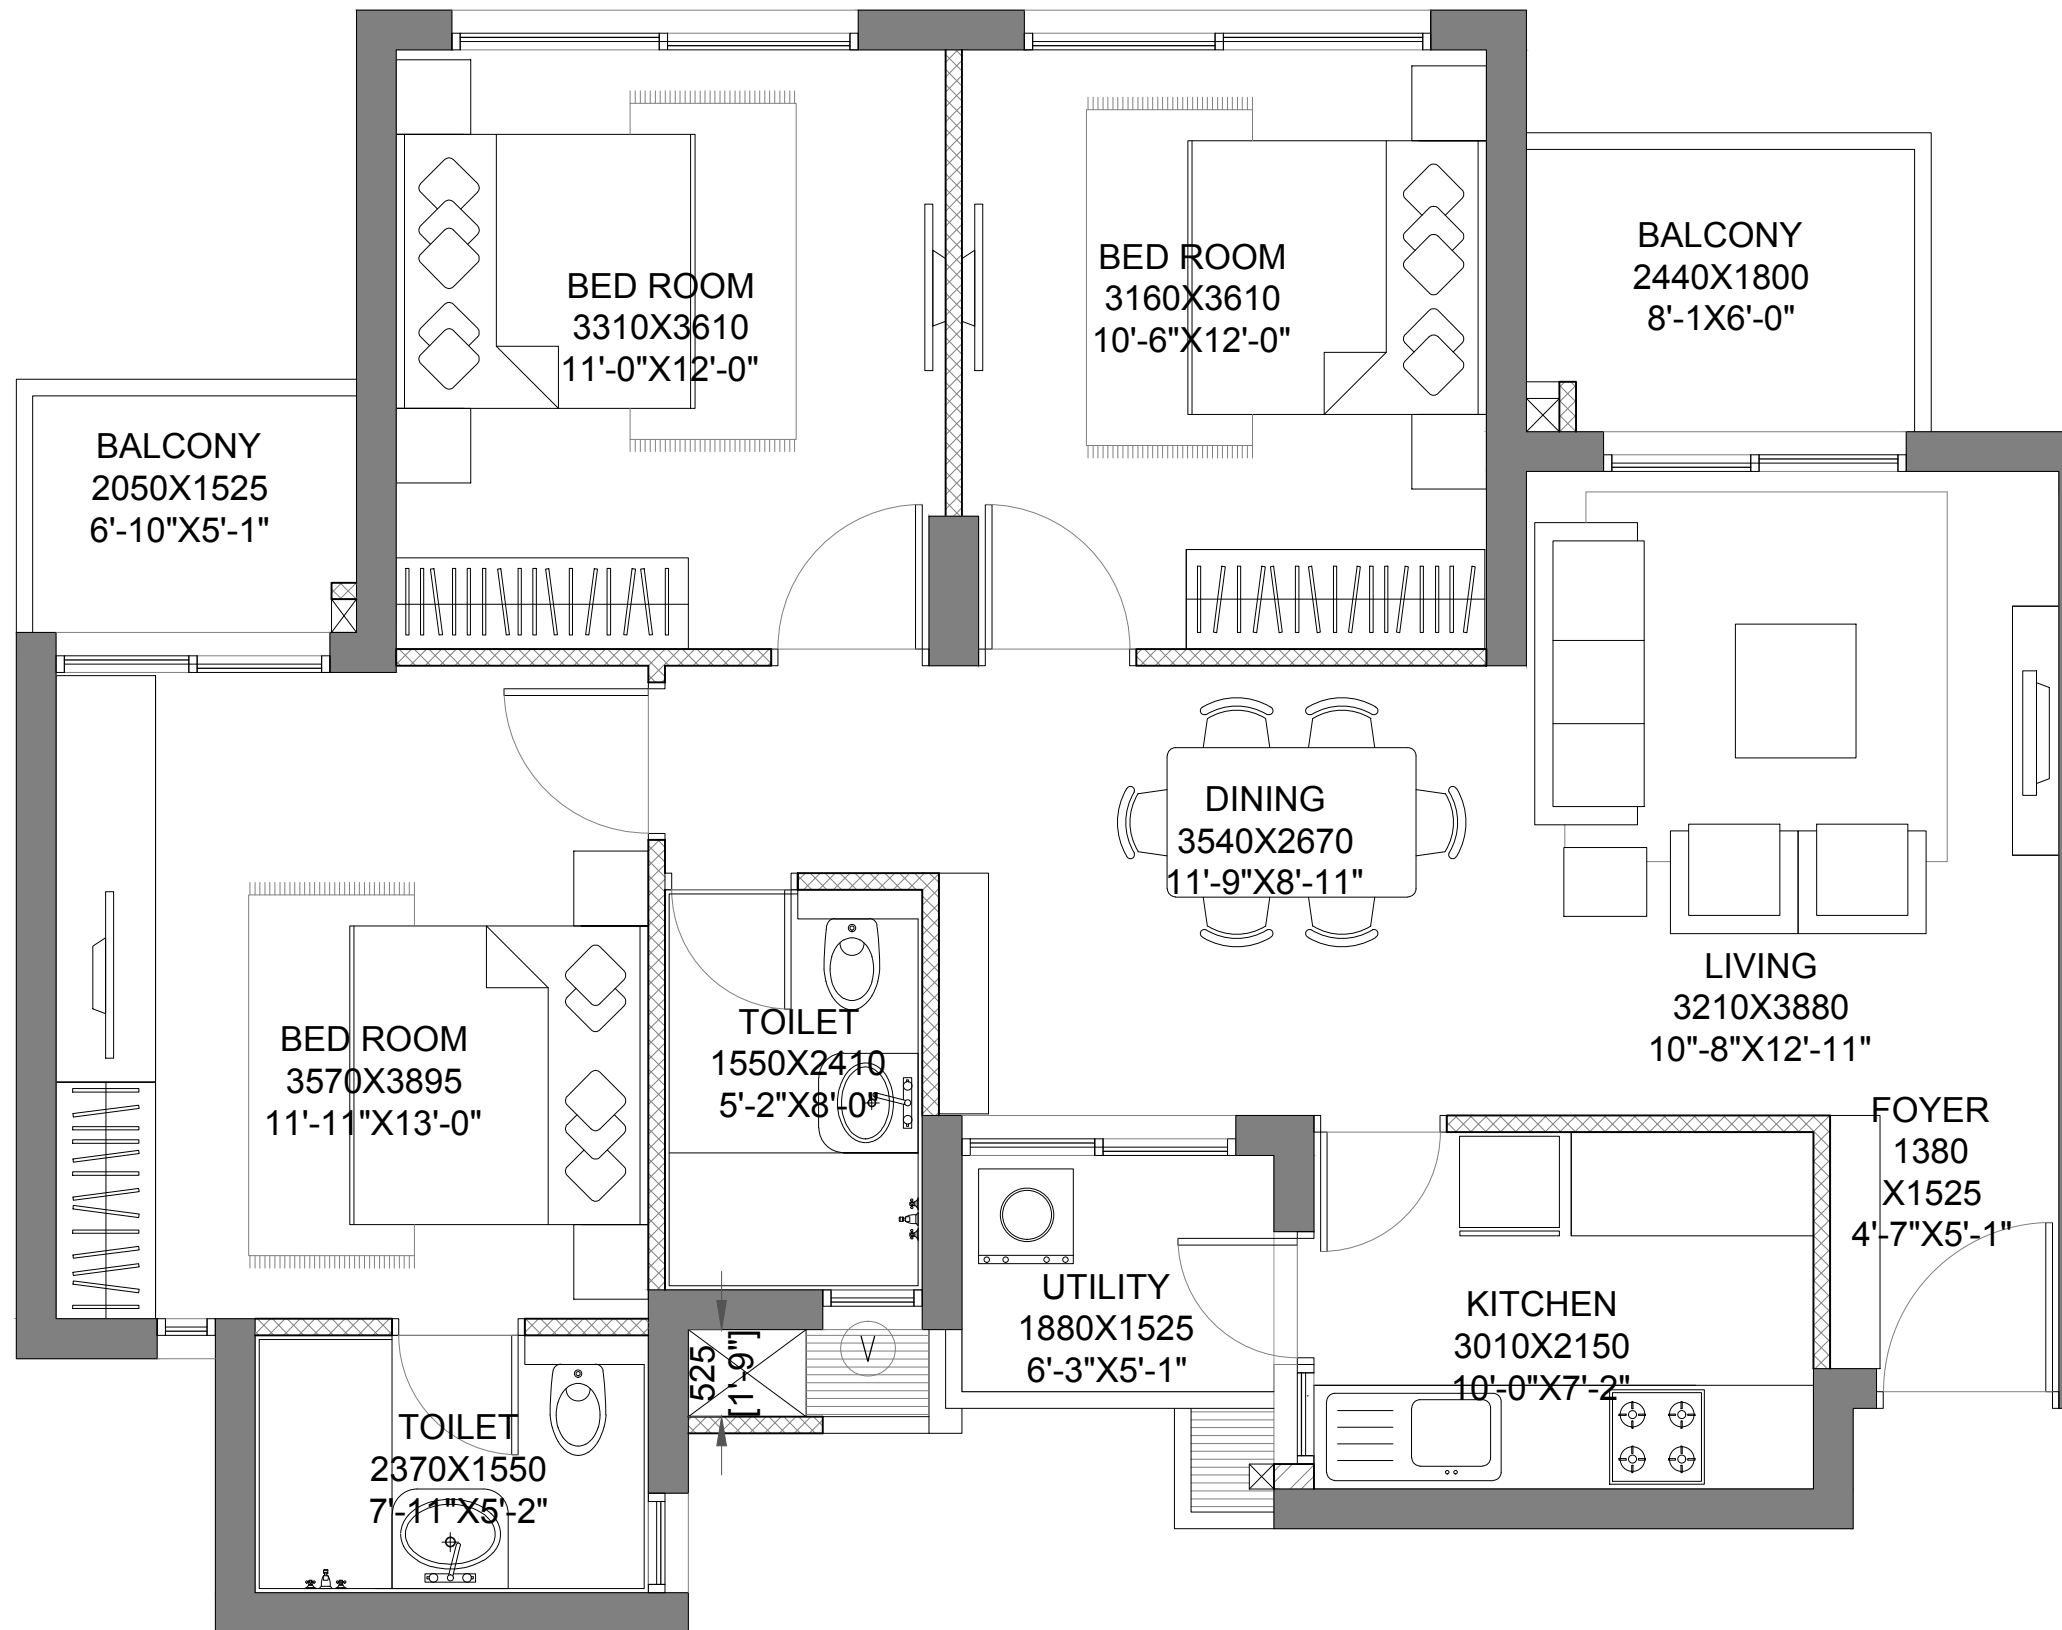 BALCONY
2440X1800
8'-1X6'-0"
BED ROOM
3160X3610
10'-6"X12'-0"
BED ROOM
3310X3610
11'-0"X12'-0"
BALCONY
2050X1525
6'-10"X5'-1"
DINING
3540X2670
11'-9"X8'-11"
LIVING
3210X3880
10"-8"X12'-11"
TOILET
1550X2410
5'-2"X8'-0"
BED ROOM
3570X3895
11'-11"X13'-0"
FOYER
1380
X1525
4'-7"X5'-1"
UTILITY
1880X1525
6'-3"X5'-1"
KITCHEN
3010X2150
10'-0"X7'-2"
V
525
[1'-9"]
TOILET
2370X1550
7'-11"X5'-2"